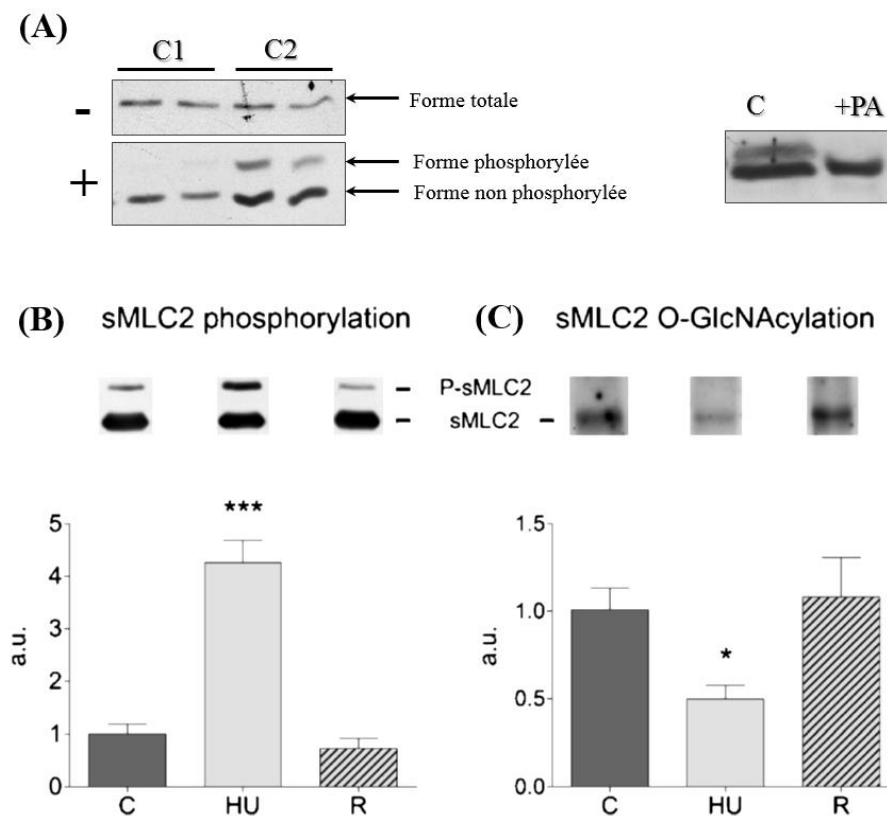 (A)
C1 C2
- Forme totale
+ Forme phosphorylée
Forme non phosphorylée
C +PA
(B) sMLC2 phosphorylation
P-sMLC2
sMLC2
***
5
4
3
2
1
0
a.u.
C HU R
(C) sMLC2 O-GlcNAcylation
*
1.5
1.0
0.5
0.0
a.u.
C HU R